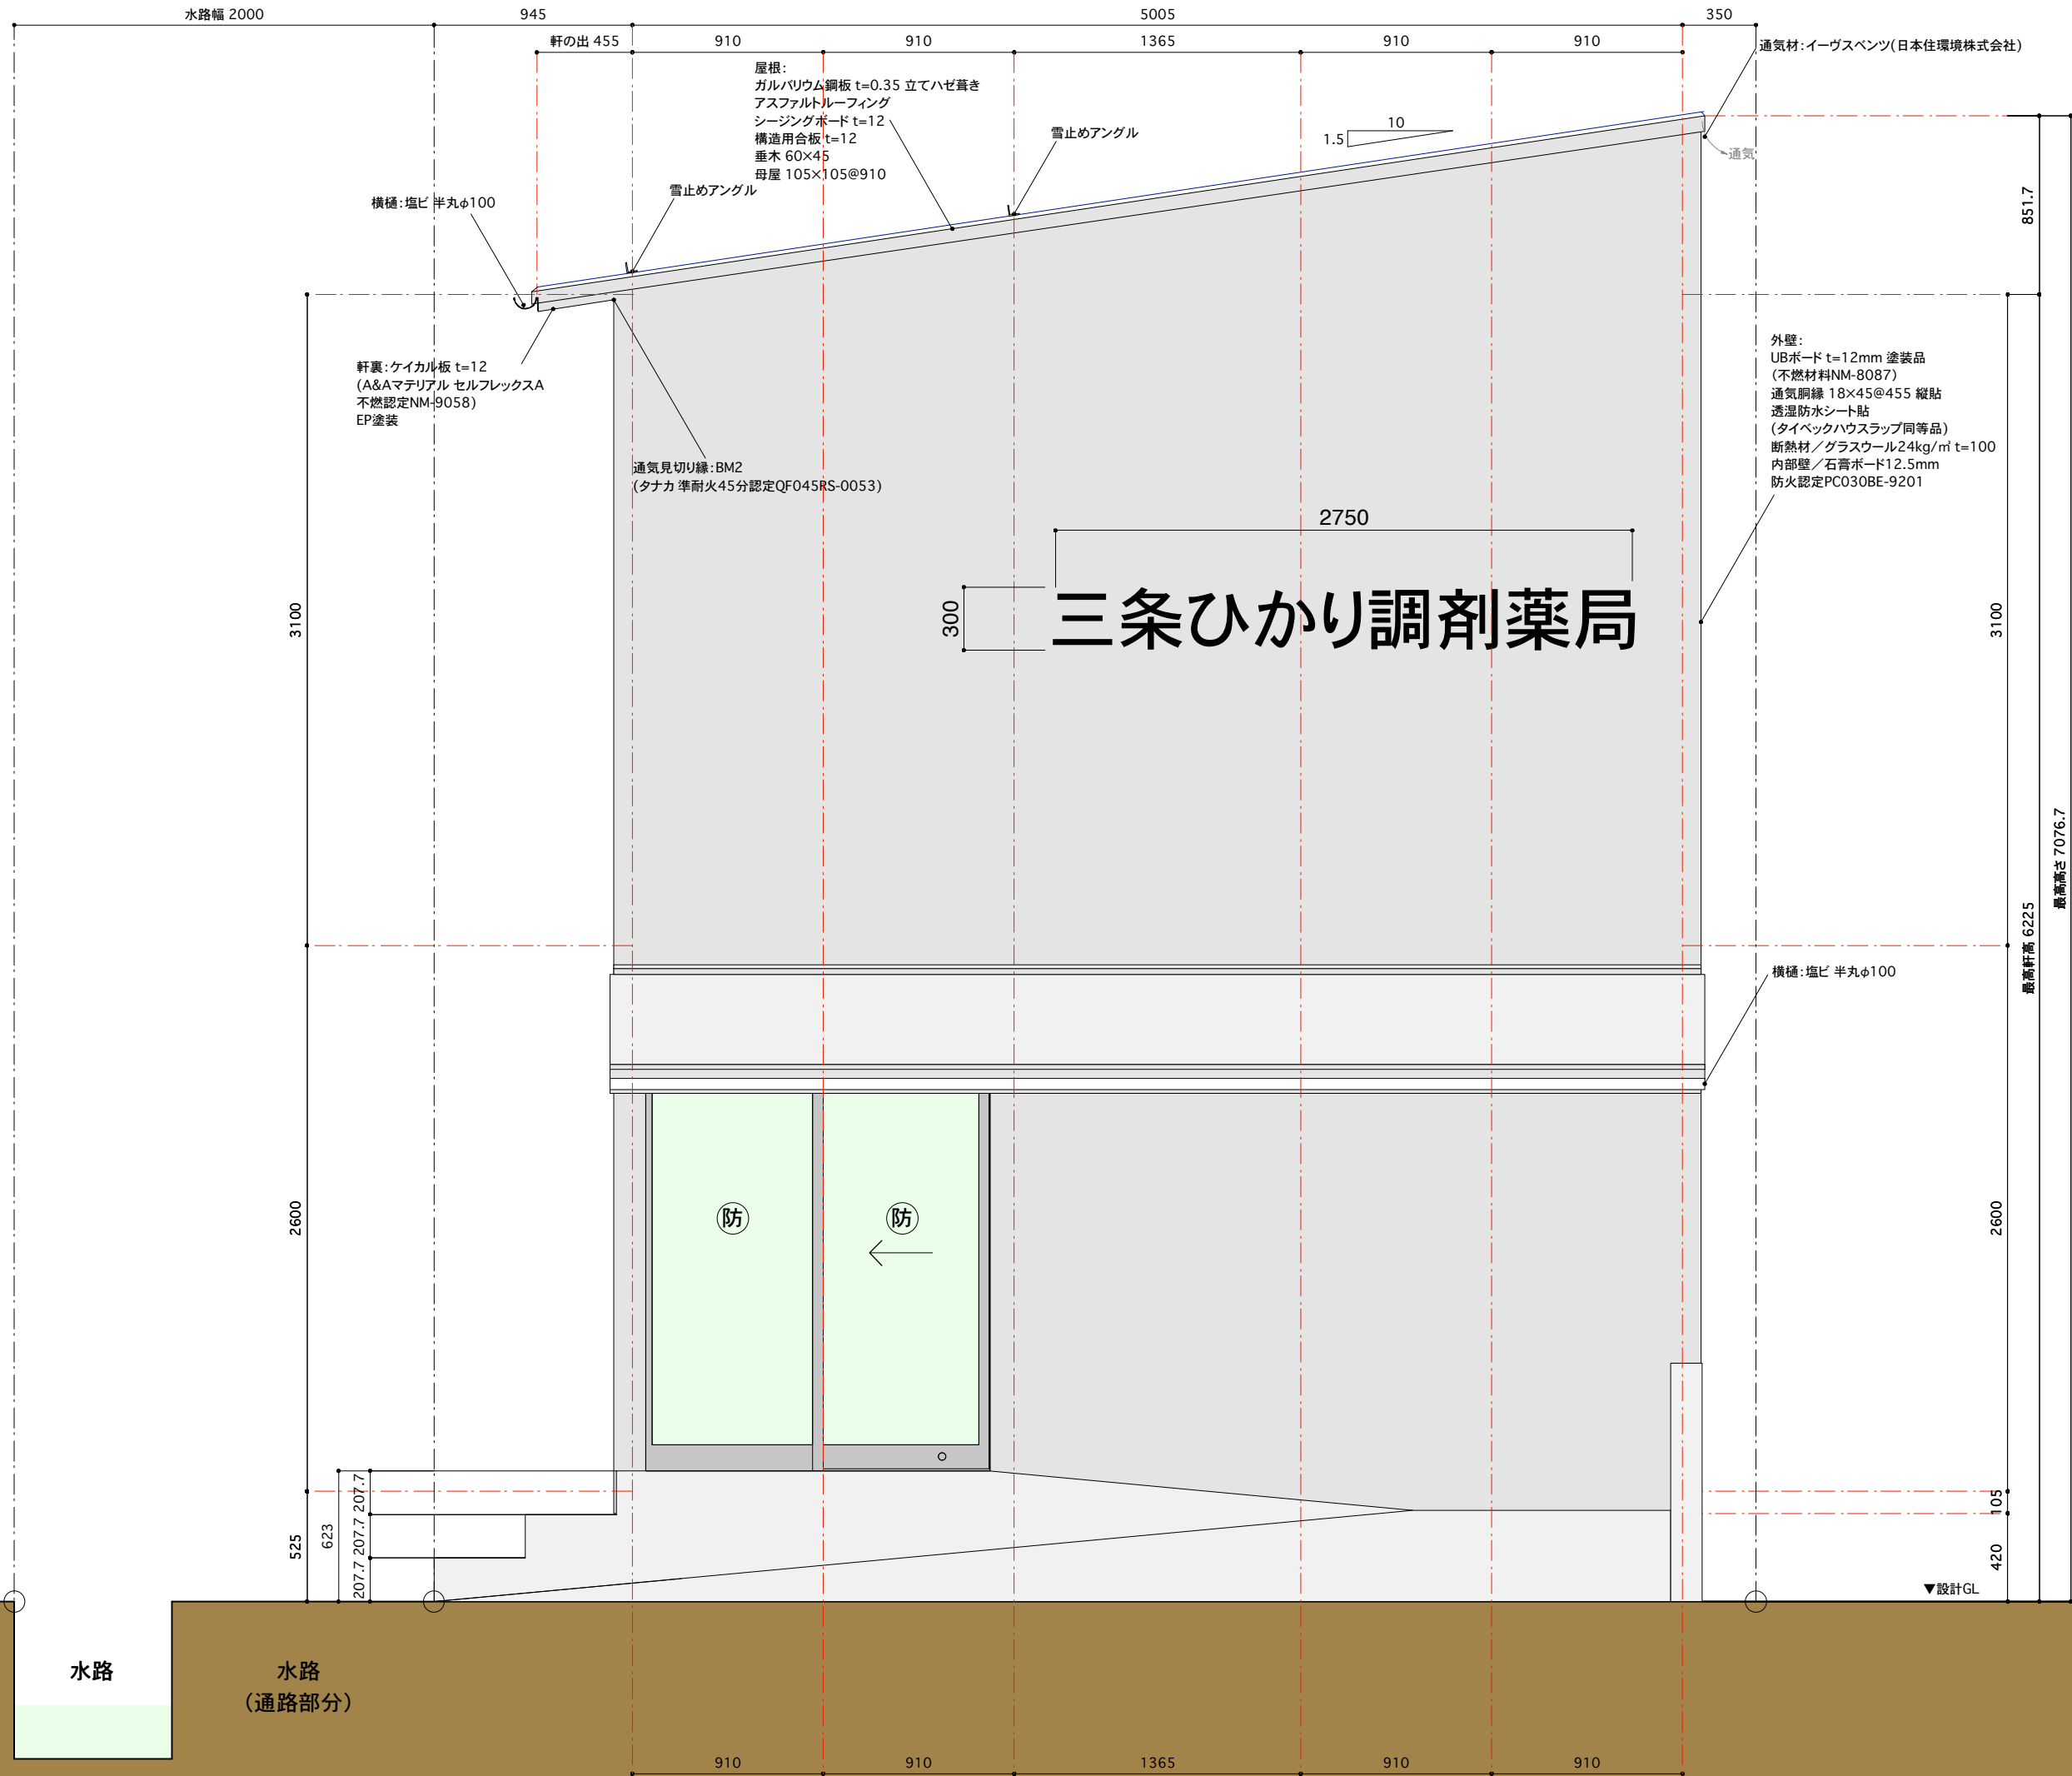 水路幅 2000
945
5005
350
軒の出 455
910
910
1365
910
910
通気材：イーヴスベンツ(日本住環境株式会社)
屋根：
ガルバリウム鋼板 t=0.35 立てハゼ葺き
アスファルトルーフィング
シージングボード t=12
構造用合板 t=12
垂木 60×45
母屋 105×105@910
雪止めアングル
10
1.5
通気
雪止めアングル
横樋：塩ビ 半丸φ100
851.7
軒裏：ケイカル板 t=12
(A&Aマテリアル セルフレックスA
不燃認定NM-9058)
EP塗装
外壁：
UBボード t=12mm 塗装品
(不燃材料NM-8087)
通気胴縁 18×45@455 縦貼
透湿防水シート貼
(タイベックハウスラップ同等品)
断熱材／グラスウール24kg/㎥ t=100
内部壁／石膏ボード12.5mm
防火認定PC030BE-9201
通気見切り縁：BM2
(タナカ 準耐火45分認定QF045RS-0053)
2750
300
三条ひかり調剤薬局
3100
3100
最高高さ 7076.7
最高軒高 6225
横樋：塩ビ 半丸φ100
2600
防
防
2600
207.7
207.7
207.7
623
525
105
420
▼設計GL
水路
水路
（通路部分）
910
910
1365
910
910